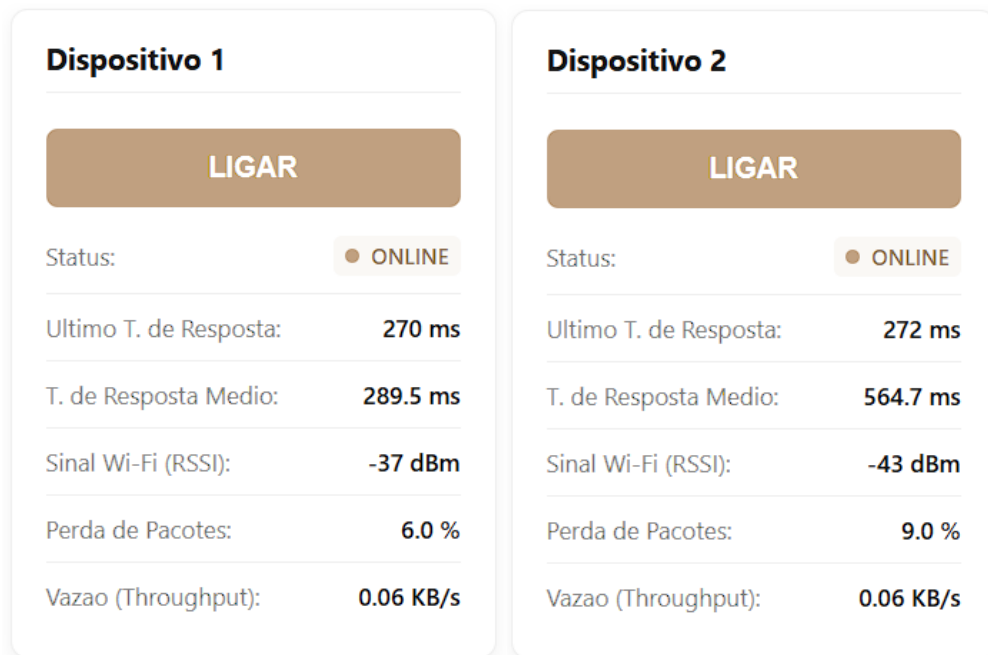 Dispositivo 1
LIGAR
Status: ONLINE
Ultimo T. de Resposta: 270 ms
T. de Resposta Medio: 289.5 ms
Sinal Wi-Fi (RSSI): -37 dBm
Perda de Pacotes: 6.0 %
Vazao (Throughput): 0.06 KB/s
Dispositivo 2
LIGAR
Status: ONLINE
Ultimo T. de Resposta: 272 ms
T. de Resposta Medio: 564.7 ms
Sinal Wi-Fi (RSSI): -43 dBm
Perda de Pacotes: 9.0 %
Vazao (Throughput): 0.06 KB/s